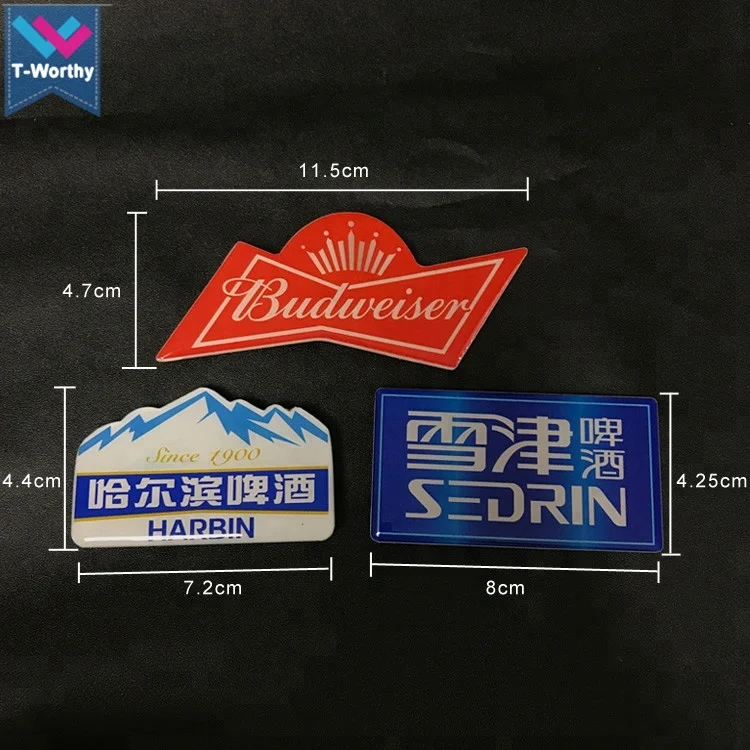 T-Worthy
11.5cm
4.7cm
Budweiser
4.4cm
Since 1900
哈尔滨啤酒
HARBIN
7.2cm
雪津啤酒
SEDRIN
4.25cm
8cm